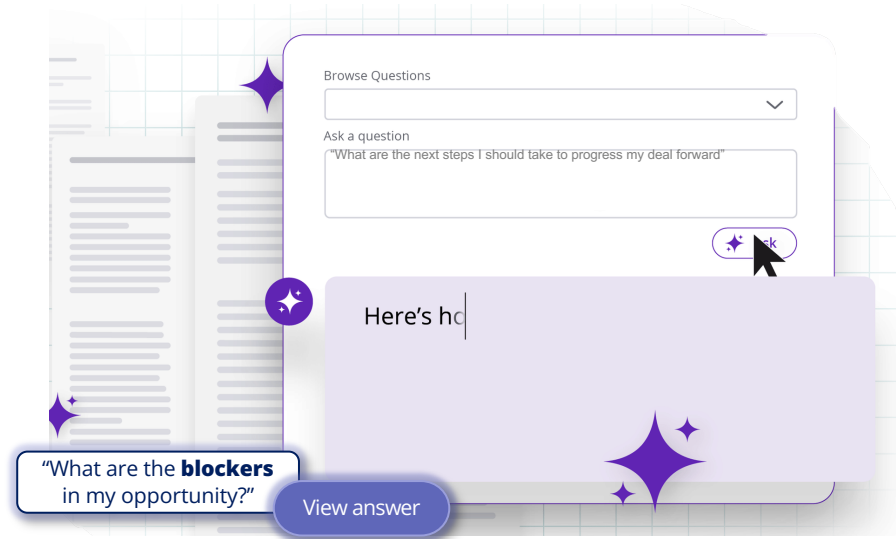 Browse Questions
Ask a question
“What are the next steps I should take to progress my deal forward”
Here’s
“What are the blockers
in my opportunity?”
View answer